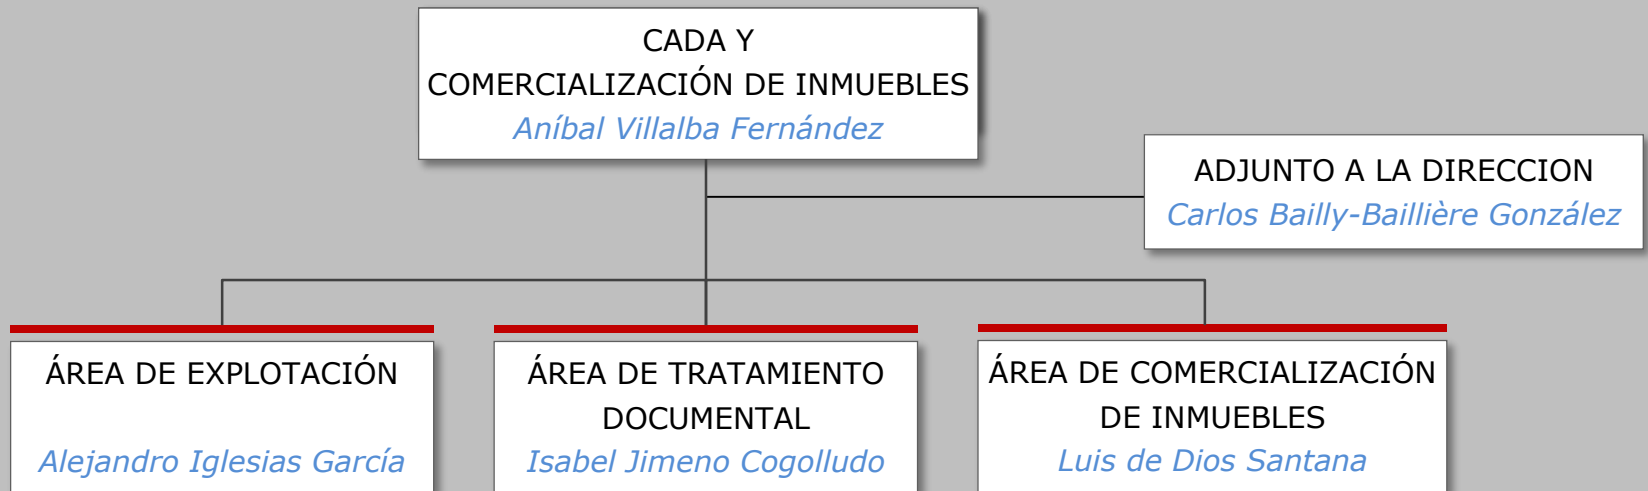 CADA Y
COMERCIALIZACIÓN DE INMUEBLES
Aníbal Villalba Fernández
ADJUNTO A LA DIRECCION
Carlos Bailly-Baillière González
ÁREA DE EXPLOTACIÓN
Alejandro Iglesias García
ÁREA DE TRATAMIENTO
DOCUMENTAL
Isabel Jimeno Cogolludo
ÁREA DE COMERCIALIZACIÓN
DE INMUEBLES
Luis de Dios Santana